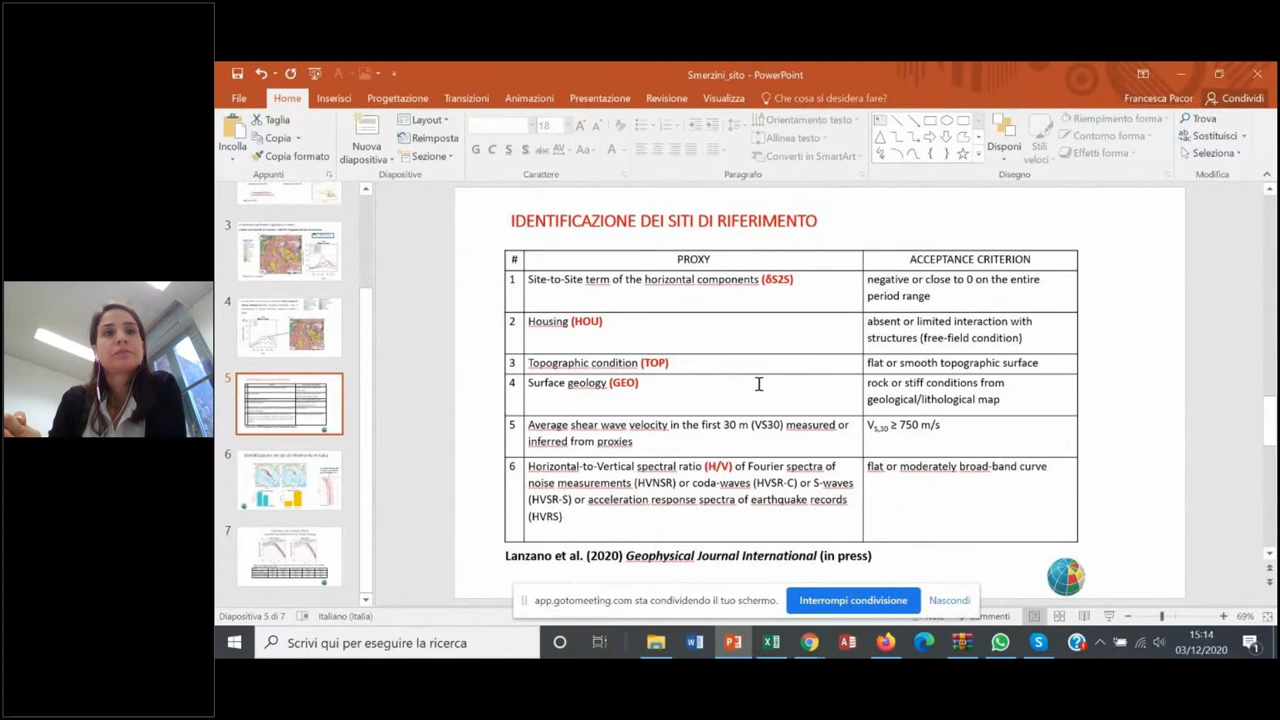 Smerzini_sito - PowerPoint
File Home Inserisci Progettazione Transizioni Animazioni Presentazione Revisione Visualizza Che cosa si desidera fare? Francesca Pacor Condividi
Incolla
Taglia
Copia
Copia formato
Appunti
Nuova
diapositiva
Layout
Reimposta
Sezione
Diapositive
18
Carattere
Orientamento testo
Allinea testo
Converti in SmartArt
Paragrafo
Disponi
Stili
veloci
Riempimento forma
Contorno forma
Effetti forma
Disegno
Trova
Sostituisci
Seleziona
Modifica
3
4
5
6
7
IDENTIFICAZIONE DEI SITI DI RIFERIMENTO
# PROXY ACCEPTANCE CRITERION
1 Site-to-Site term of the horizontal components (δS2S) negative or close to 0 on the entire
period range
2 Housing (HOU) absent or limited interaction with
structures (free-field condition)
3 Topographic condition (TOP) flat or smooth topographic surface
4 Surface geology (GEO) rock or stiff conditions from
geological/lithological map
5 Average shear wave velocity in the first 30 m (VS30) measured or VS,30 ≥ 750 m/s
inferred from proxies
6 Horizontal-to-Vertical spectral ratio (H/V) of Fourier spectra of flat or moderately broad-band curve
noise measurements (HVNSR) or coda-waves (HVSR-C) or S-waves
(HVSR-S) or acceleration response spectra of earthquake records
(HVRS)
Lanzano et al. (2020) Geophysical Journal International (in press)
app.gotomeeting.com sta condividendo il tuo schermo. Interrompi condivisione Nascondi
Diapositiva 5 di 7 Italiano (Italia) 69%
Scrivi qui per eseguire la ricerca
15:14
03/12/2020